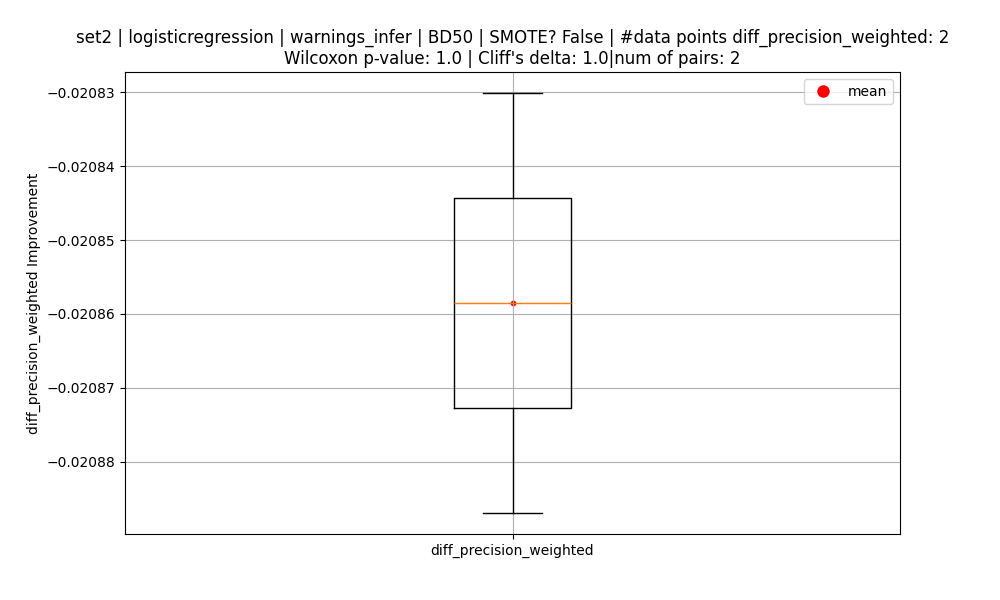 set2 | logisticregression | warnings_infer | BD50 | SMOTE? False | #data points diff_precision_weighted: 2
Wilcoxon p-value: 1.0 | Cliff's delta: 1.0|num of pairs: 2
mean
−0.02083
−0.02084
−0.02085
−0.02086
−0.02087
−0.02088
diff_precision_weighted Improvement
diff_precision_weighted